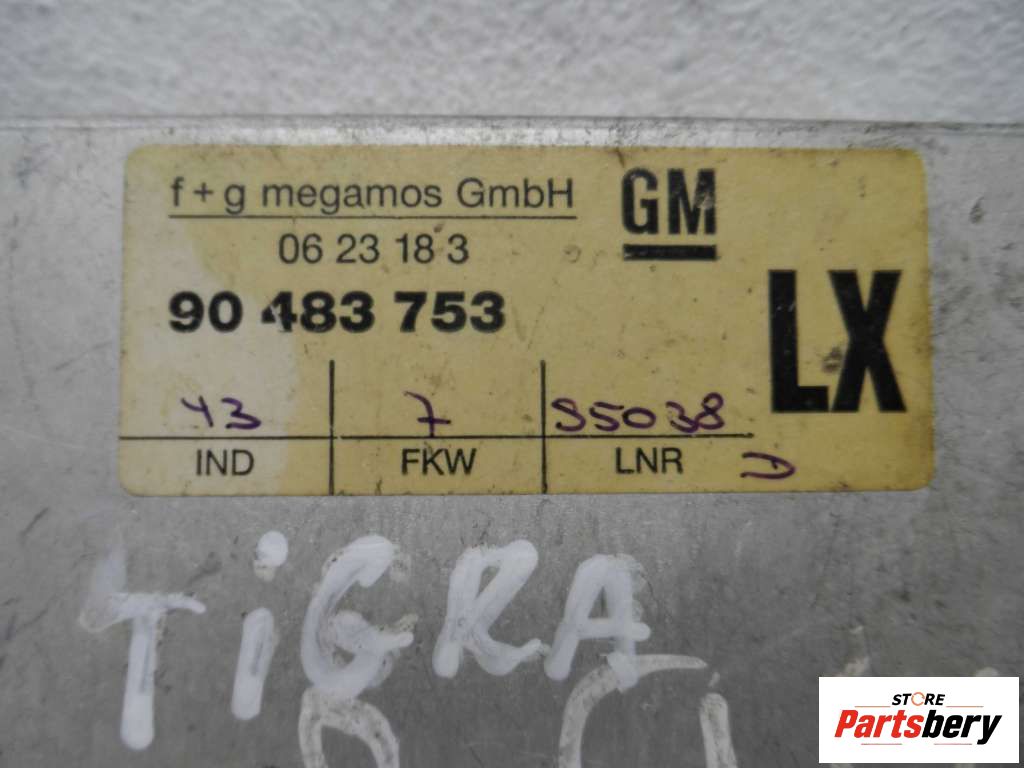 f + g megamos GmbH
GM
06 23 18 3
90 483 753
LX
43 7 95038
IND FKW LNR D
TiGRA
STORE
Partsbery